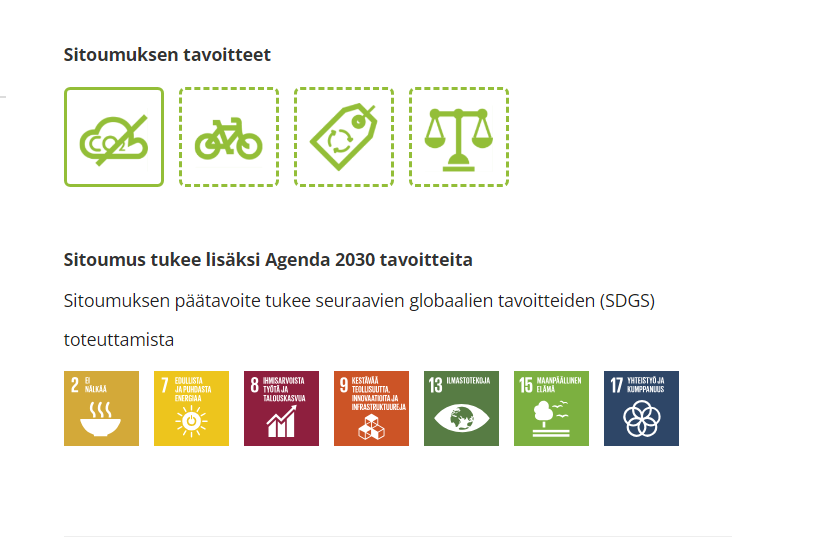 Sitoumuksen tavoitteet
CO2
Sitoumus tukee lisäksi Agenda 2030 tavoitteita
Sitoumuksen päätavoite tukee seuraavien globaalien tavoitteiden (SDGS)
toteuttamista
2 EI
NÄLKÄÄ
7 EDULLISTA
JA PUHDASTA
ENERGIAA
8 IHMISARVOISTA
TYÖTÄ JA
TALOUSKASVUA
9 KESTÄVÄÄ
TEOLLISUUTTA,
INNOVAATIOITA JA
INFRASTRUKTUUREJA
13 ILMASTOTEKOJA
15 MAANPÄÄLLINEN
ELÄMÄ
17 YHTEISTYÖ JA
KUMPPANUUS